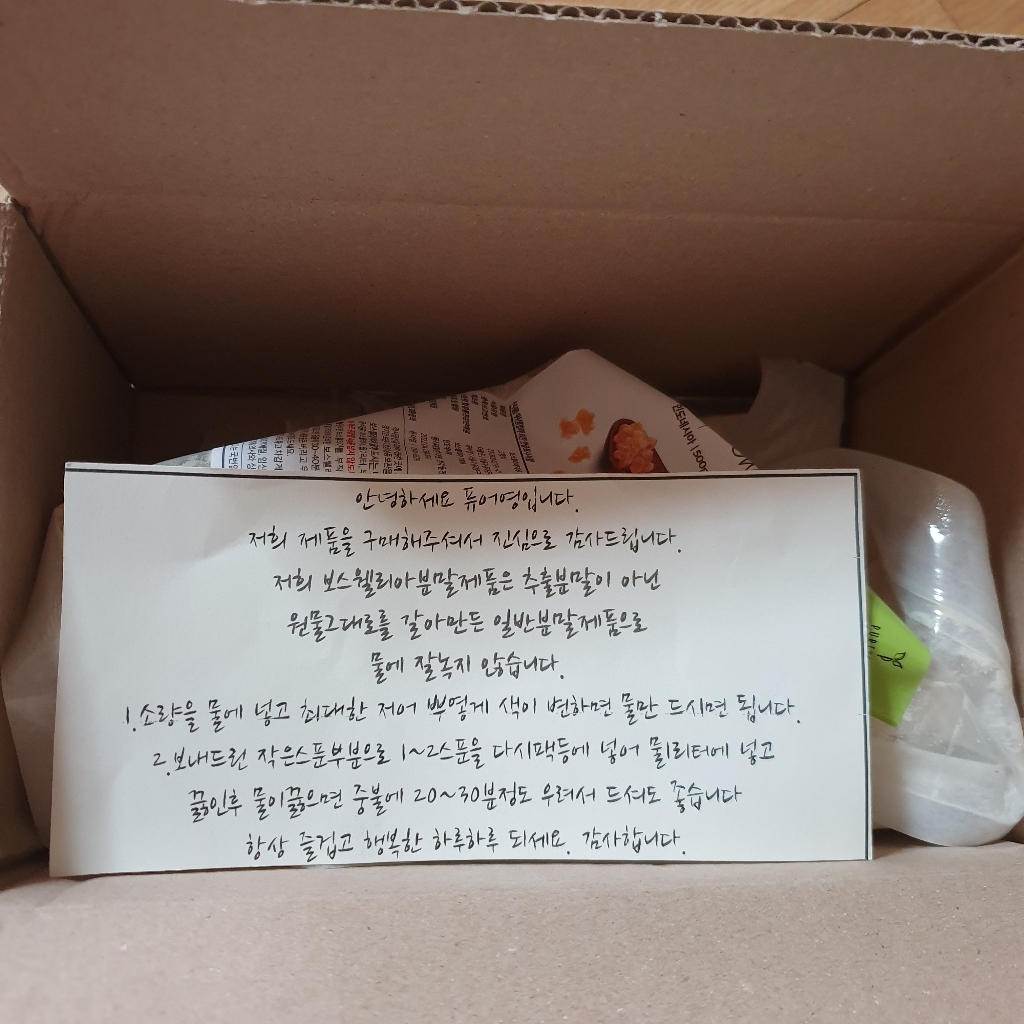 안녕하세요 퓨어영입니다.
저희 제품을 구매해주셔서 진심으로 감사드립니다.
저희 보스웰리아분말제품은 추출분말이 아닌
원물그대로를 갈아만든 일반분말제품으로
물에 잘녹지 않습니다.
1.소량을 물에 넣고 최대한 저어 뿌옇게 색이 변하면 물만 드시면 됩니다.
2.보내드린 작은스푼부분으로 1~2스푼을 다시팩등에 넣어 물1리터에 넣고
끓인후 물이끓으면 중불에 20~30분정도 우려서 드셔도 좋습니다
항상 즐겁고 행복한 하루하루 되세요. 감사합니다.
인도네시아 | 500g